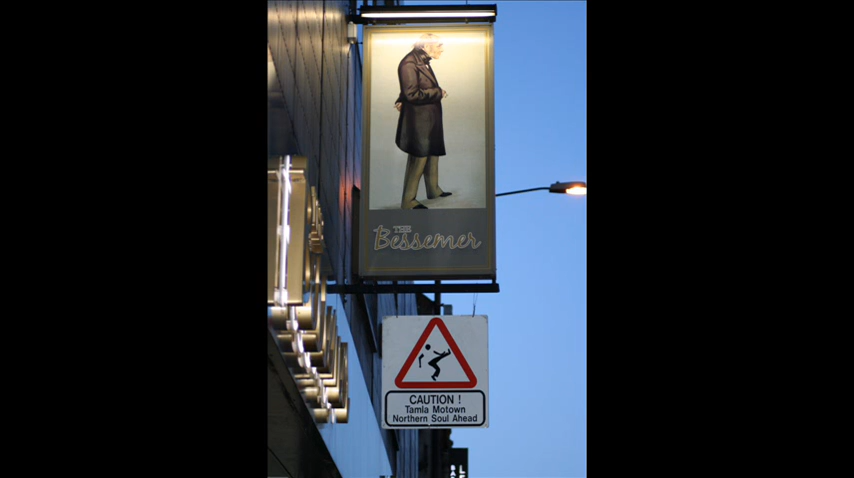 THE
Bessemer
CAUTION !
Tamla Motown
Northern Soul Ahead